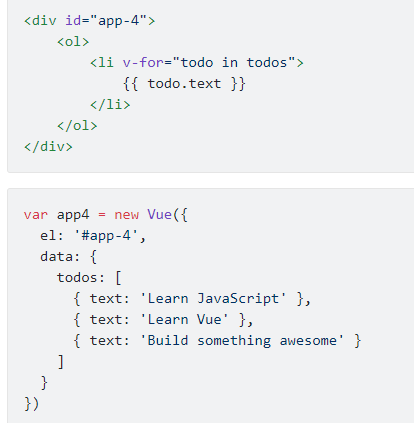 <div id="app-4">
    <ol>
        <li v-for="todo in todos">
            {{ todo.text }}
        </li>
    </ol>
</div>
var app4 = new Vue({
  el: '#app-4',
  data: {
    todos: [
      { text: 'Learn JavaScript' },
      { text: 'Learn Vue' },
      { text: 'Build something awesome' }
    ]
  }
})